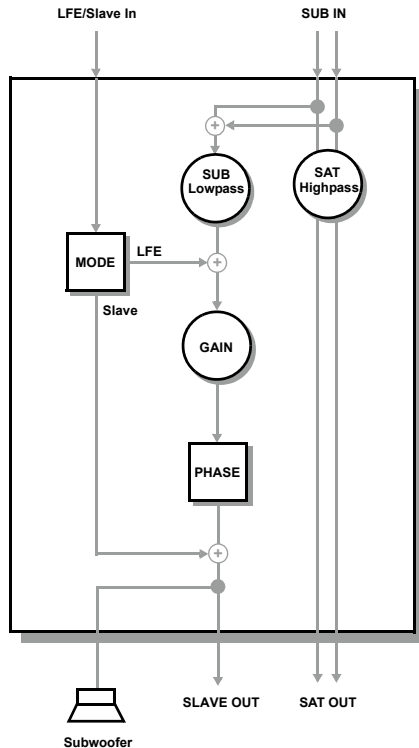 LFE/Slave In
SUB IN
SUB
Lowpass
SAT
Highpass
MODE
LFE
Slave
GAIN
PHASE
SLAVE OUT
SAT OUT
Subwoofer